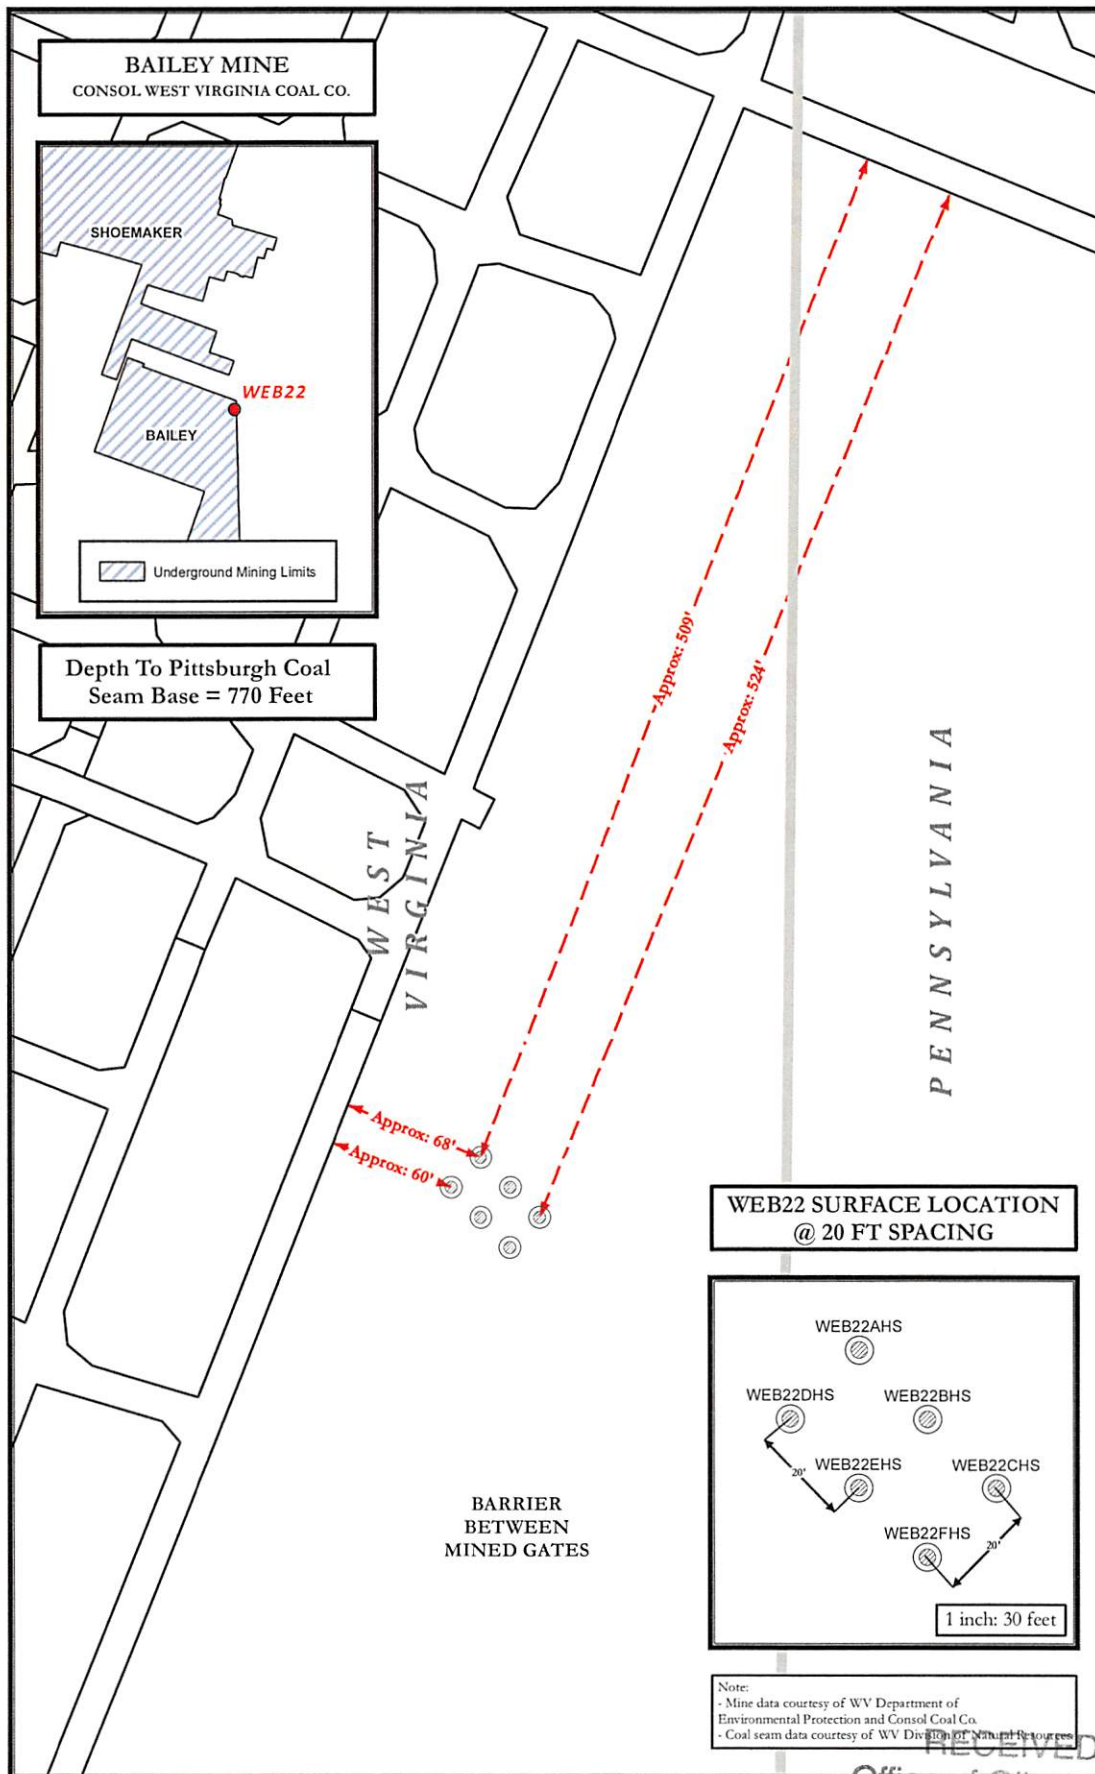 BAILEY MINE
CONSOL WEST VIRGINIA COAL CO.
SHOEMAKER
WEB22
BAILEY
Underground Mining Limits
Depth To Pittsburgh Coal
Seam Base = 770 Feet
WEST
VIRGINIA
PENNSYLVANIA
Approx: 509'
Approx: 524'
Approx: 68'
Approx: 60'
WEB22 SURFACE LOCATION
@ 20 FT SPACING
WEB22AHS
WEB22DHS
WEB22BHS
WEB22EHS
WEB22CHS
20'
WEB22FHS
20'
1 inch: 30 feet
BARRIER
BETWEEN
MINED GATES
Note:
- Mine data courtesy of WV Department of
Environmental Protection and Consol Coal Co.
- Coal seam data courtesy of WV Division of Natural Resources
RECEIVED